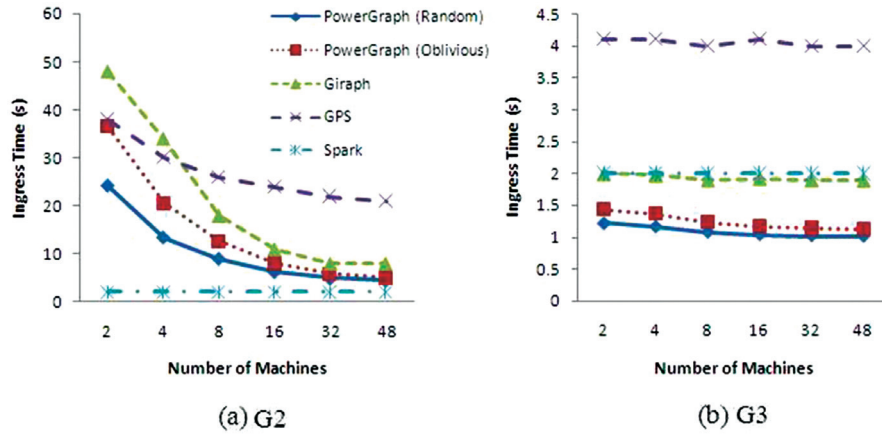 60
50
40
30
20
10
0
Ingress Time (s)
2 4 8 16 32 48
Number of Machines
PowerGraph (Random)
PowerGraph (Oblivious)
Giraph
GPS
Spark
(a) G2
4.5
4
3.5
3
2.5
2
1.5
1
0.5
0
Ingress Time (s)
2 4 8 16 32 48
Number of Machines
(b) G3